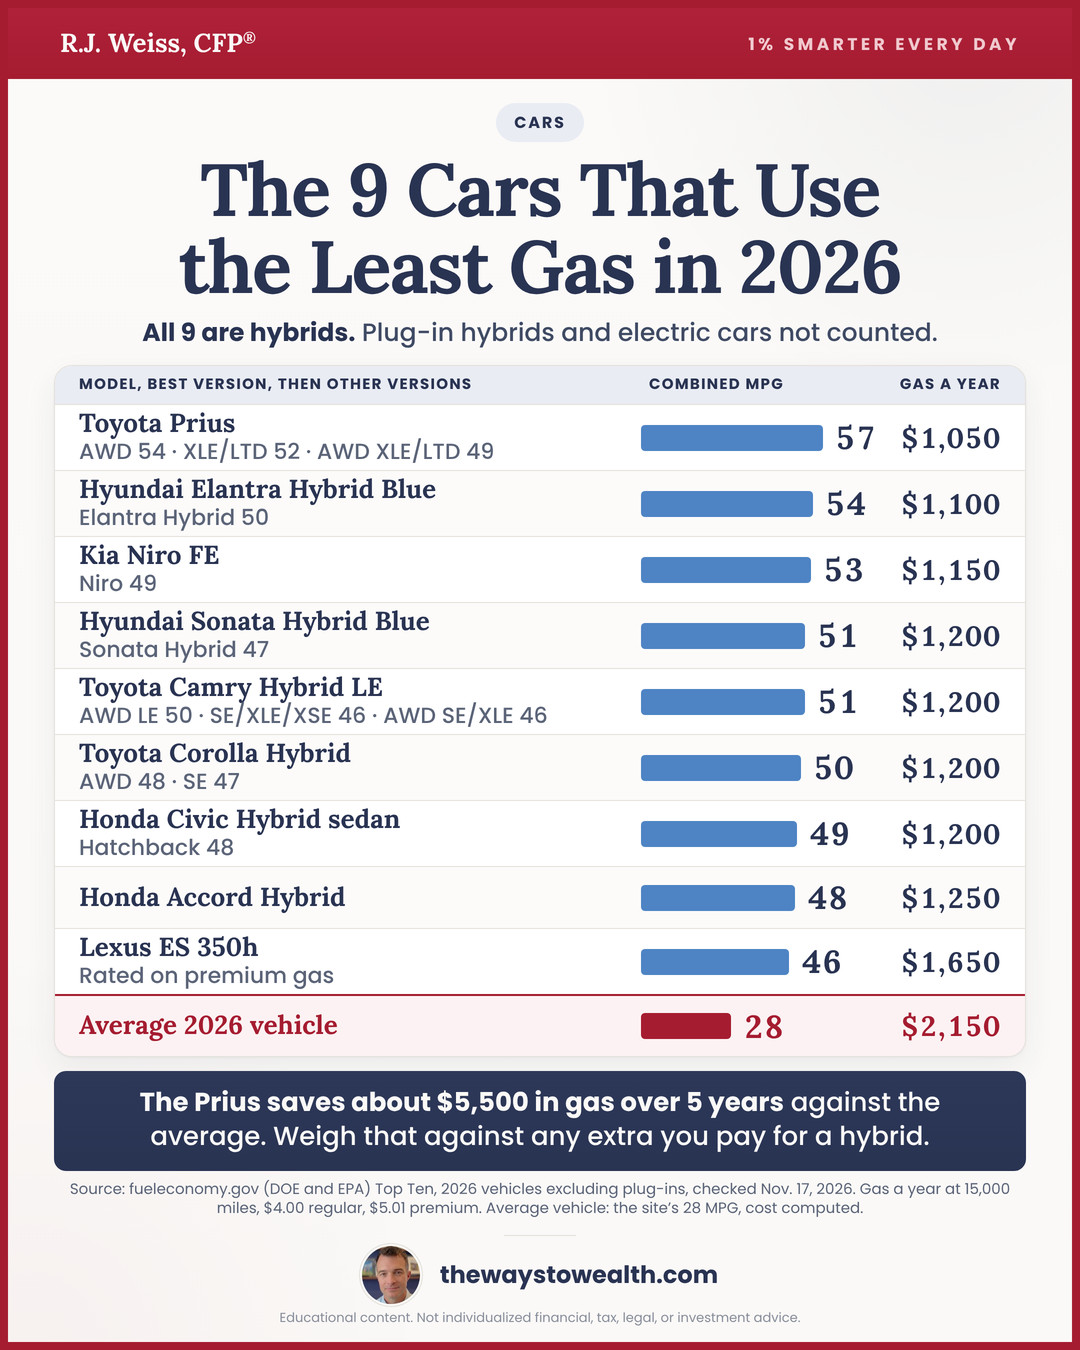 R.J. Weiss, CFP®
1% SMARTER EVERY DAY
CARS
The 9 Cars That Use
the Least Gas in 2026
All 9 are hybrids. Plug-in hybrids and electric cars not counted.
MODEL, BEST VERSION, THEN OTHER VERSIONS COMBINED MPG GAS A YEAR
Toyota Prius 57 $1,050
AWD 54 · XLE/LTD 52 · AWD XLE/LTD 49
Hyundai Elantra Hybrid Blue 54 $1,100
Elantra Hybrid 50
Kia Niro FE 53 $1,150
Niro 49
Hyundai Sonata Hybrid Blue 51 $1,200
Sonata Hybrid 47
Toyota Camry Hybrid LE 51 $1,200
AWD LE 50 · SE/XLE/XSE 46 · AWD SE/XLE 46
Toyota Corolla Hybrid 50 $1,200
AWD 48 · SE 47
Honda Civic Hybrid sedan 49 $1,200
Hatchback 48
Honda Accord Hybrid 48 $1,250
Lexus ES 350h 46 $1,650
Rated on premium gas
Average 2026 vehicle 28 $2,150
The Prius saves about $5,500 in gas over 5 years against the
average. Weigh that against any extra you pay for a hybrid.
Source: fueleconomy.gov (DOE and EPA) Top Ten, 2026 vehicles excluding plug-ins, checked Nov. 17, 2026. Gas a year at 15,000
miles, $4.00 regular, $5.01 premium. Average vehicle: the site's 28 MPG, cost computed.
thewaystowealth.com
Educational content. Not individualized financial, tax, legal, or investment advice.